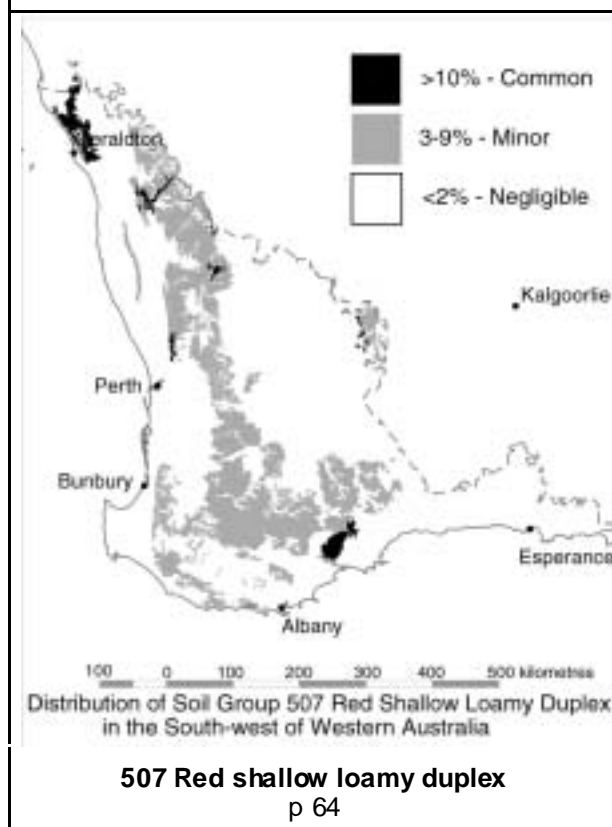 >10% - Common
3-9% - Minor
<2% - Negligible
Geraldton
Kalgoorlie
Perth
Bunbury
Esperance
Albany
100 0 100 200 300 400 500 kilometres
Distribution of Soil Group 507 Red Shallow Loamy Duplex
in the South-west of Western Australia
507 Red shallow loamy duplex
p 64